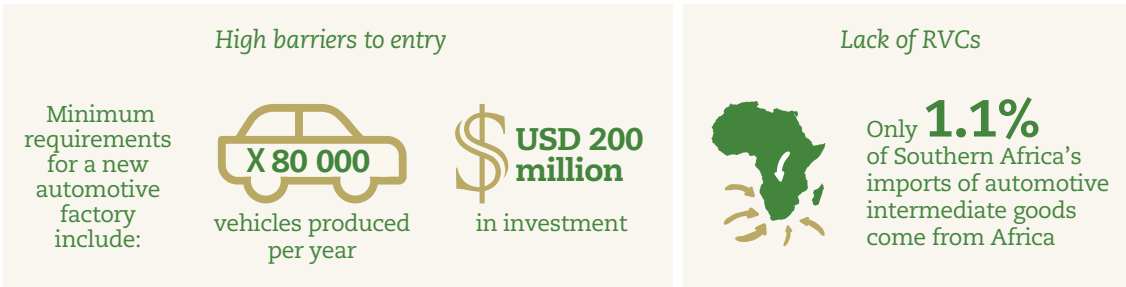 High barriers to entry
Minimum
requirements
for a new
automotive
factory
include:
X 80 000
vehicles produced
per year
$ USD 200
million
in investment
Lack of RVCs
Only 1.1%
of Southern Africa's
imports of automotive
intermediate goods
come from Africa